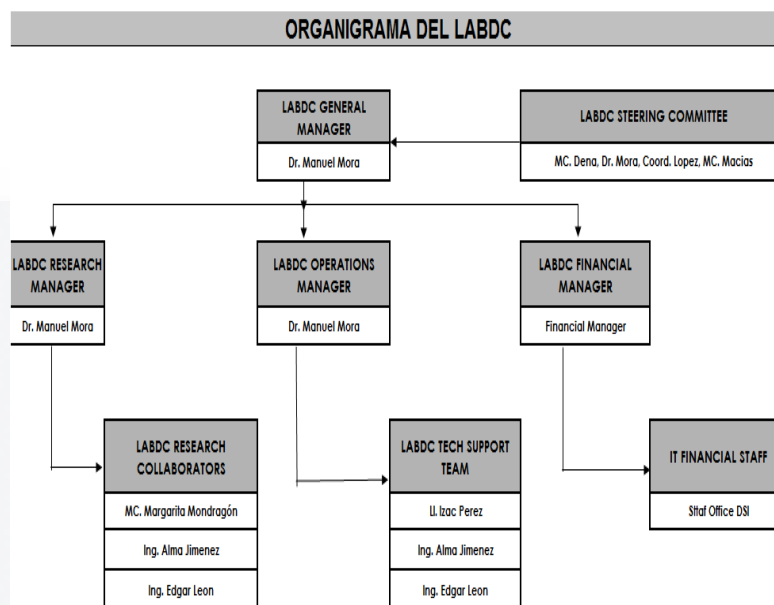 ORGANIGRAMA DEL LABDC
LABDC GENERAL
MANAGER
Dr. Manuel Mora
LABDC STEERING COMMITTEE
MC. Dena, Dr. Mora, Coord. Lopez, MC. Macias
LABDC RESEARCH
MANAGER
Dr. Manuel Mora
LABDC OPERATIONS
MANAGER
Dr. Manuel Mora
LABDC FINANCIAL
MANAGER
Financial Manager
LABDC RESEARCH
COLLABORATORS
MC. Margarita Mondragón
Ing. Alma Jimenez
Ing. Edgar Leon
LABDC TECH SUPPORT
TEAM
LI. Izac Perez
Ing. Alma Jimenez
Ing. Edgar Leon
IT FINANCIAL STAFF
Sttaf Office DSI